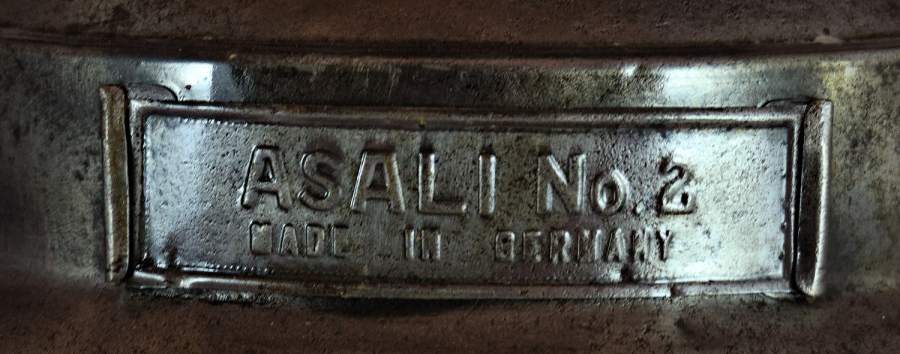 ASALI No. 2
MADE IN GERMANY